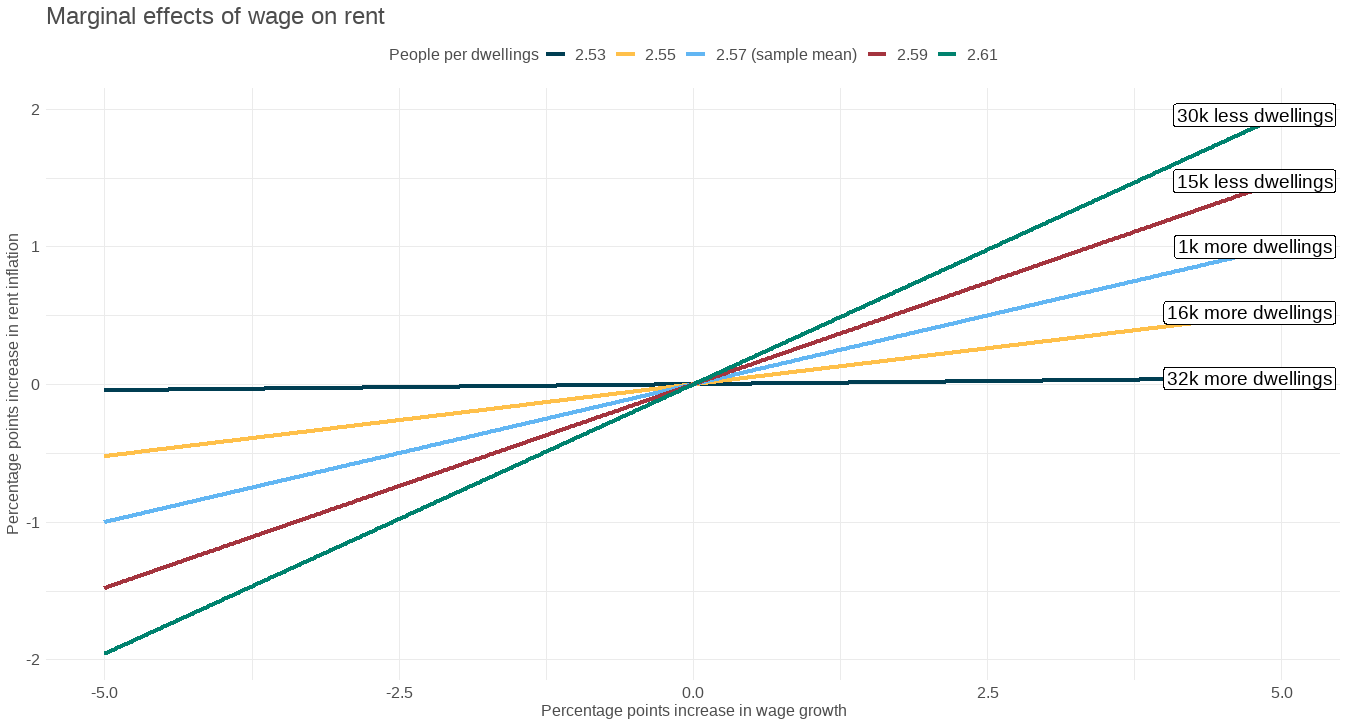 Marginal effects of wage on rent
People per dwellings 2.53 2.55 2.57 (sample mean) 2.59 2.61
Percentage points increase in rent inflation
2
1
0
-1
-2
30k less dwellings
15k less dwellings
1k more dwellings
16k more dwellings
32k more dwellings
-5.0 -2.5 0.0 2.5 5.0
Percentage points increase in wage growth